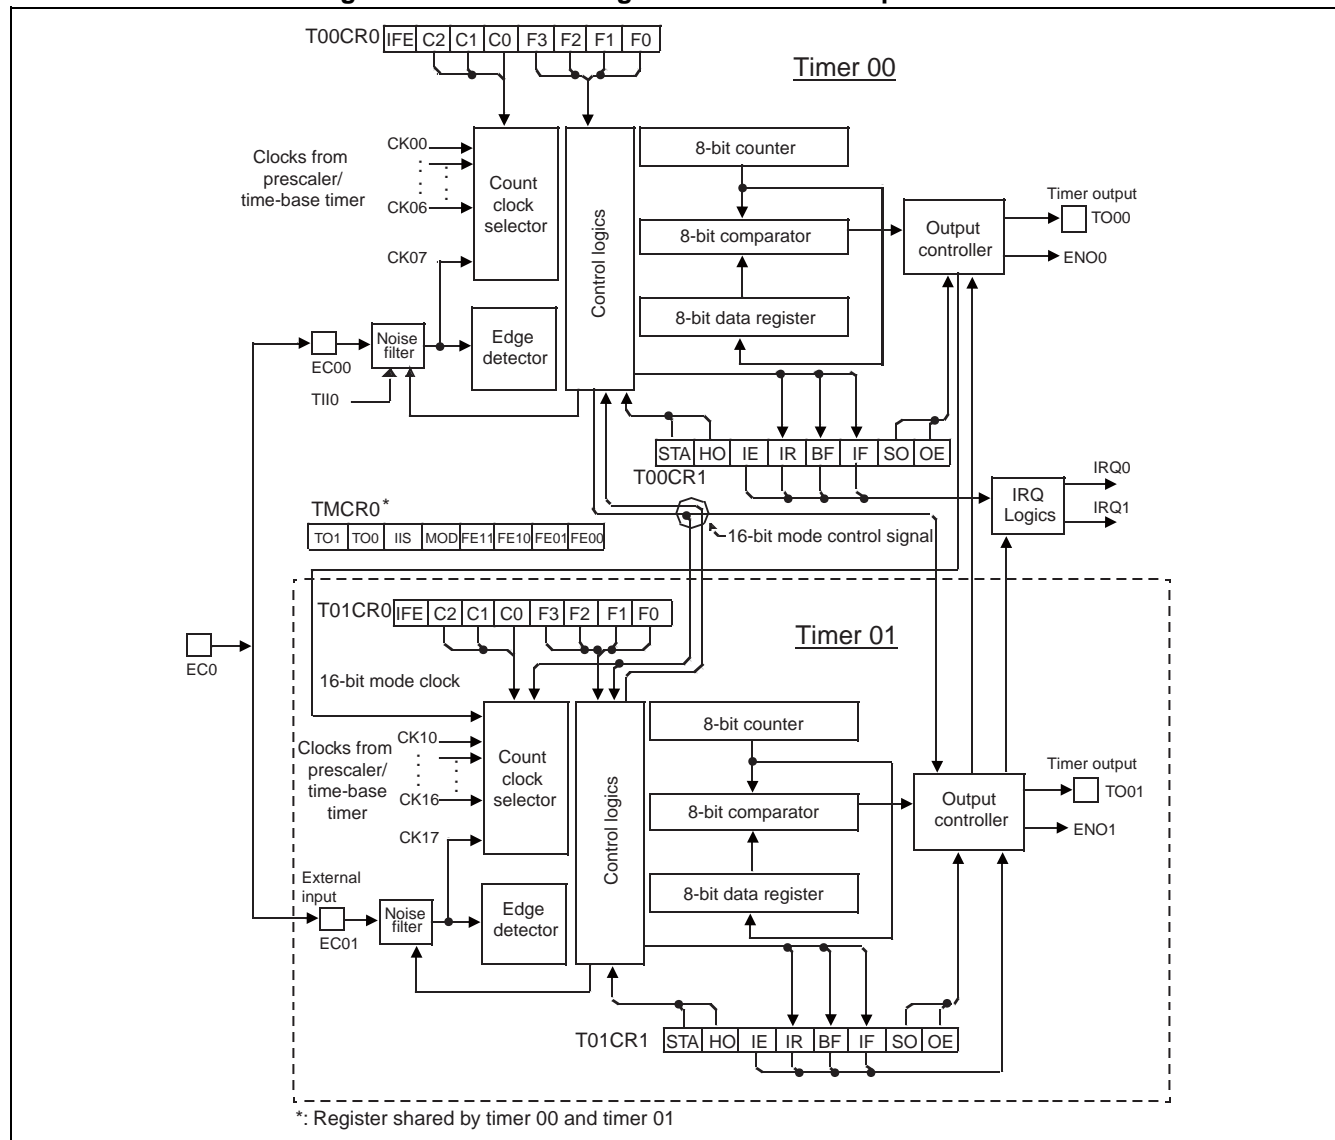 T00CR0 IFE C2 C1 C0 F3 F2 F1 F0
Timer 00
Clocks from
prescaler/
time-base timer
CK00
CK06
CK07
Count
clock
selector
Control logics
8-bit counter
8-bit comparator
8-bit data register
Output
controller
Timer output
TO00
ENO0
EC00
Noise
filter
Edge
detector
TII0
STA HO IE IR BF IF SO OE
T00CR1
IRQ
Logics
IRQ0
IRQ1
TMCR0*
TO1 TO0 IIS MOD FE11 FE10 FE01 FE00
16-bit mode control signal
T01CR0 IFE C2 C1 C0 F3 F2 F1 F0
Timer 01
EC0
16-bit mode clock
Clocks from
prescaler/
time-base
timer
CK10
CK16
CK17
Count
clock
selector
Control logics
8-bit counter
8-bit comparator
8-bit data register
Output
controller
Timer output
TO01
ENO1
External
input
EC01
Noise
filter
Edge
detector
T01CR1 STA HO IE IR BF IF SO OE
*: Register shared by timer 00 and timer 01